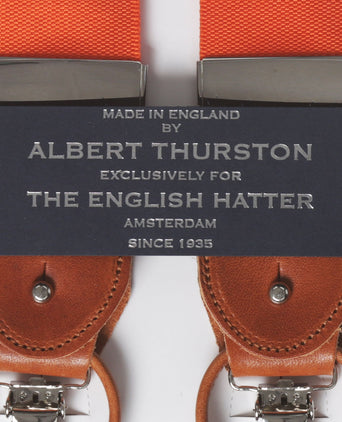 MADE IN ENGLAND
BY
ALBERT THURSTON
EXCLUSIVELY FOR
THE ENGLISH HATTER
AMSTERDAM
SINCE 1935